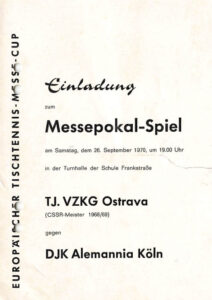 EUROPÄISCHER TISCHTENNIS-MESSE-CUP
Einladung
zum
Messepokal-Spiel
am Samstag, dem 26. September 1970, um 19.00 Uhr
in der Turnhalle der Schule Frankstraße
T.J. VZKG Ostrava
(CSSR-Meister 1968/69)
gegen
DJK Alemannia Köln